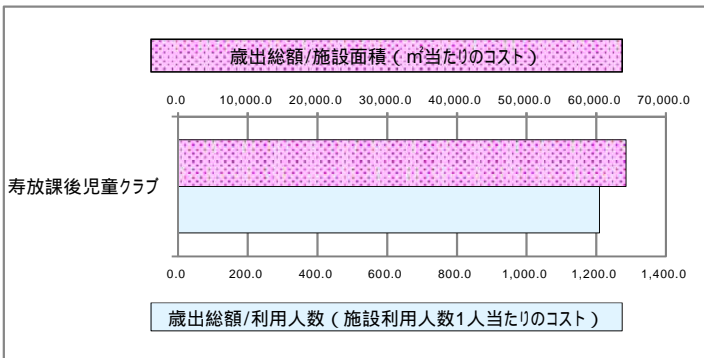 歳出総額/施設面積(㎡当たりのコスト)
0.0 10,000.0 20,000.0 30,000.0 40,000.0 50,000.0 60,000.0 70,000.0
寿放課後児童クラブ
0.0 200.0 400.0 600.0 800.0 1,000.0 1,200.0 1,400.0
歳出総額/利用人数(施設利用人数1人当たりのコスト)